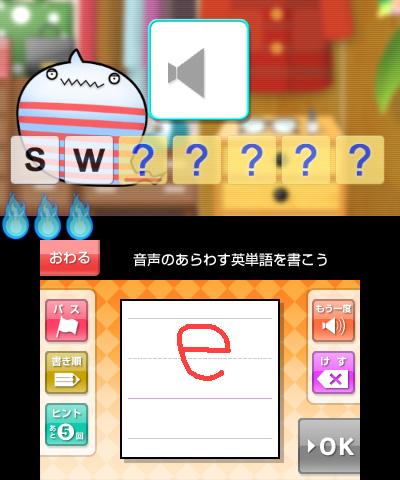 S W ? ? ? ? ?
おわる
音声のあらわす英単語を書こう
パス
書き順
ヒント
あと5回
e
もう一度
けす
OK